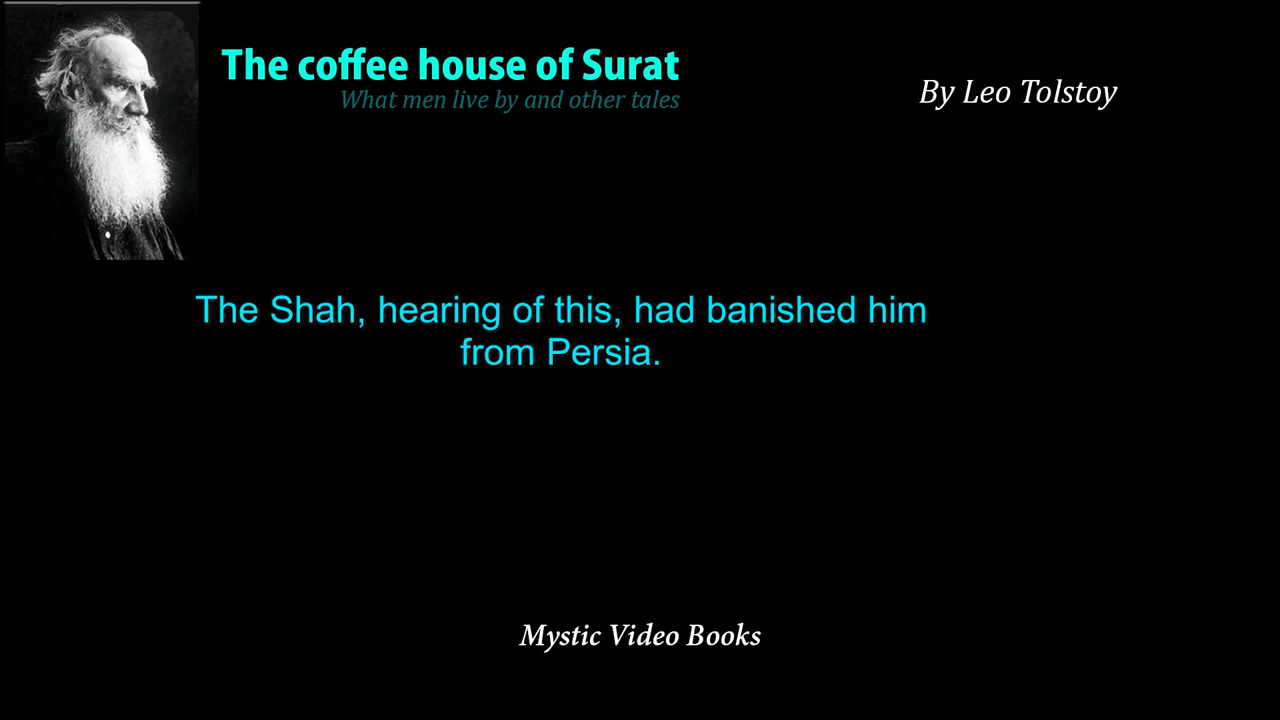 The coffee house of Surat
What men live by and other tales
By Leo Tolstoy
The Shah, hearing of this, had banished him
from Persia.
Mystic Video Books